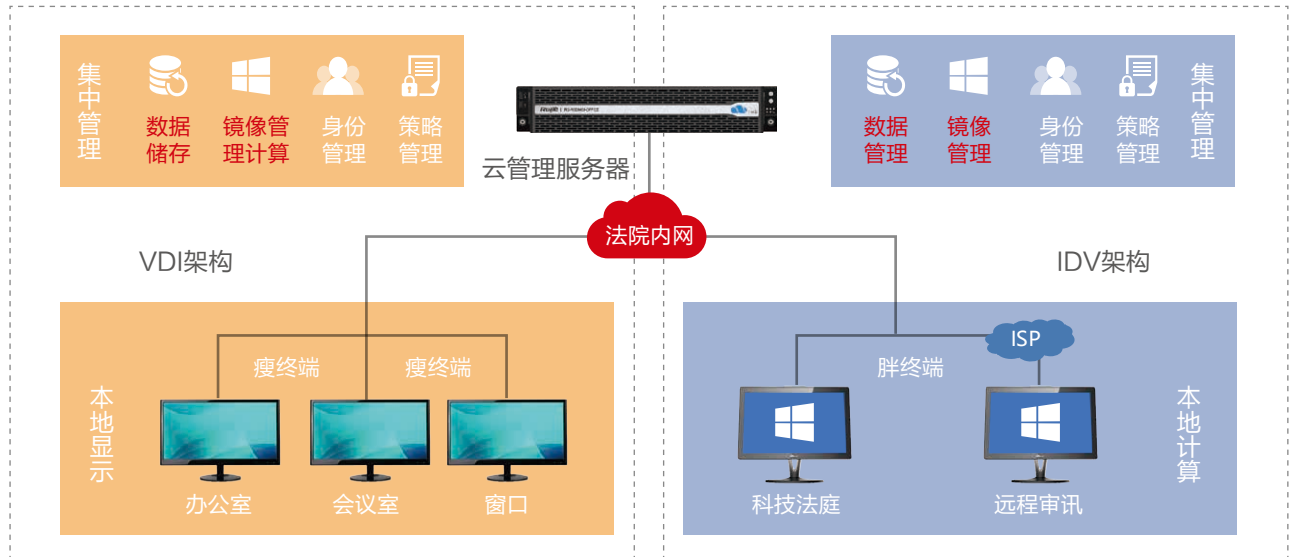 集中管理
数据
储存
镜像管
理计算
身份
管理
策略
管理
云管理服务器
数据
管理
镜像
管理
身份
管理
策略
管理
集中管理
法院内网
VDI架构
IDV架构
本地显示
瘦终端
瘦终端
办公室
会议室
窗口
ISP
胖终端
科技法庭
远程审讯
本地计算